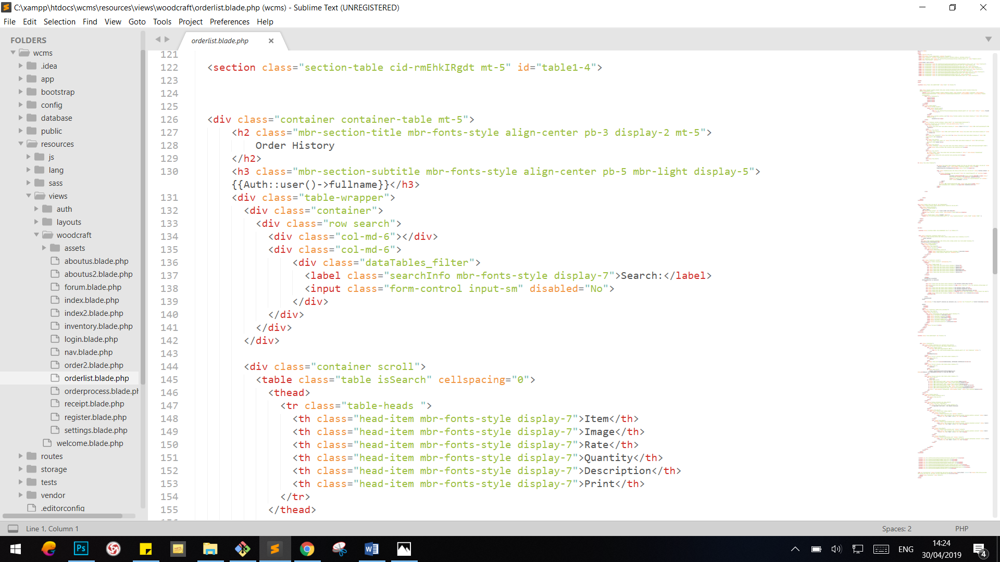 C:\xampp\htdocs\wcms\resources\views\woodcraft\orderlist.blade.php (wcms) - Sublime Text (UNREGISTERED)
File Edit Selection Find View Goto Tools Project Preferences Help
FOLDERS
wcms
.idea
app
bootstrap
config
database
public
resources
js
lang
sass
views
auth
layouts
woodcraft
assets
aboutus.blade.php
aboutus2.blade.php
forum.blade.php
index.blade.php
index2.blade.php
inventory.blade.php
login.blade.php
nav.blade.php
order2.blade.php
orderlist.blade.php
orderprocess.blade.ph
receipt.blade.php
register.blade.php
settings.blade.php
welcome.blade.php
routes
storage
tests
vendor
.editorconfig
orderlist.blade.php
121
122 <section class="section-table cid-rmEhkIRgdt mt-5" id="table1-4">
123
124
125
126 <div class="container container-table mt-5">
127 <h2 class="mbr-section-title mbr-fonts-style align-center pb-3 display-2 mt-5">
128 Order History
129 </h2>
130 <h3 class="mbr-section-subtitle mbr-fonts-style align-center pb-5 mbr-light display-5">
{{Auth::user()->fullname}}</h3>
131 <div class="table-wrapper">
132 <div class="container">
133 <div class="row search">
134 <div class="col-md-6"></div>
135 <div class="col-md-6">
136 <div class="dataTables_filter">
137 <label class="searchInfo mbr-fonts-style display-7">Search:</label>
138 <input class="form-control input-sm" disabled="No">
139 </div>
140 </div>
141 </div>
142 </div>
143
144 <div class="container scroll">
145 <table class="table isSearch" cellspacing="0">
146 <thead>
147 <tr class="table-heads ">
148 <th class="head-item mbr-fonts-style display-7">Item</th>
149 <th class="head-item mbr-fonts-style display-7">Image</th>
150 <th class="head-item mbr-fonts-style display-7">Rate</th>
151 <th class="head-item mbr-fonts-style display-7">Quantity</th>
152 <th class="head-item mbr-fonts-style display-7">Description</th>
153 <th class="head-item mbr-fonts-style display-7">Print</th>
154 </tr>
155 </thead>
Line 1, Column 1
Spaces: 2 PHP
Ps
ENG
14:24
30/04/2019
4